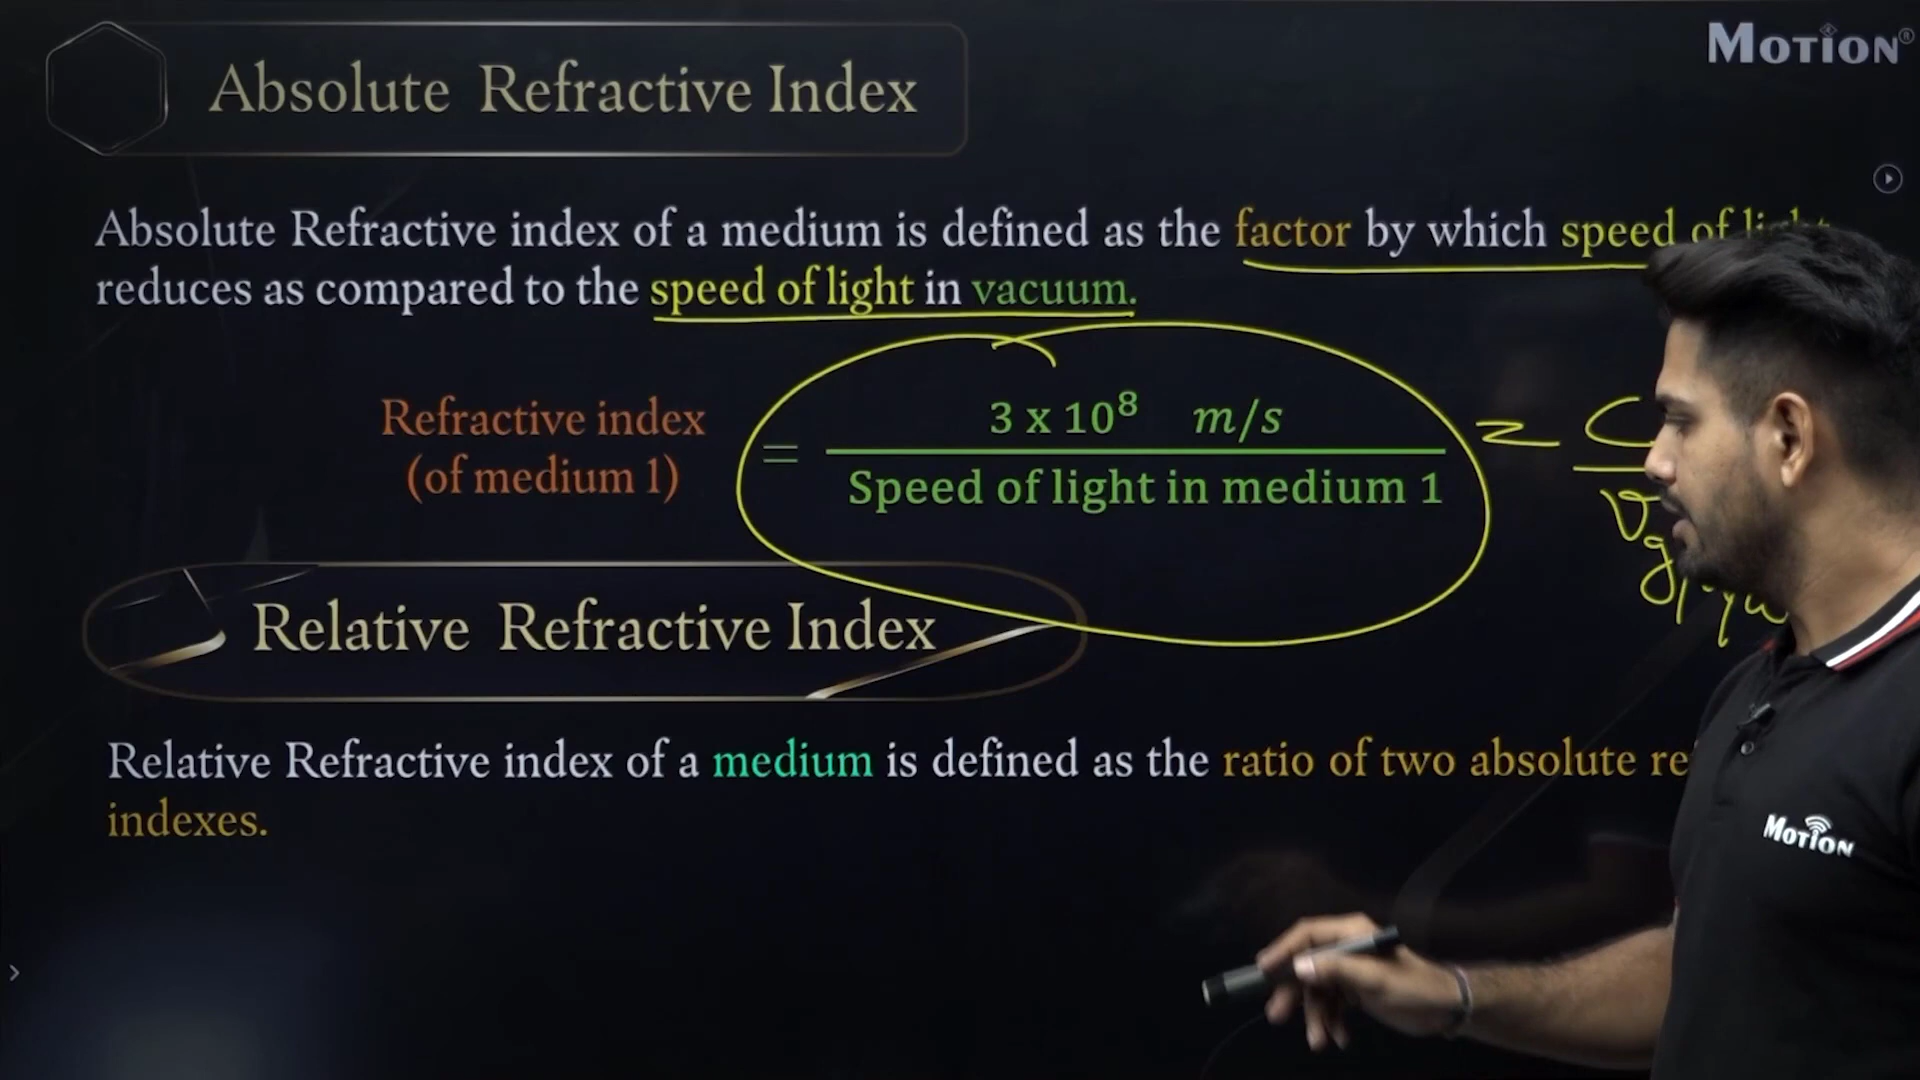 MOTION®
Absolute Refractive Index
Absolute Refractive index of a medium is defined as the factor by which speed of light
reduces as compared to the speed of light in vacuum.
Refractive index
(of medium 1)
= 3 x 10⁸ m/s
Speed of light in medium 1
= C
v
Relative Refractive Index
Relative Refractive index of a medium is defined as the ratio of two absolute
indexes.
MOTION